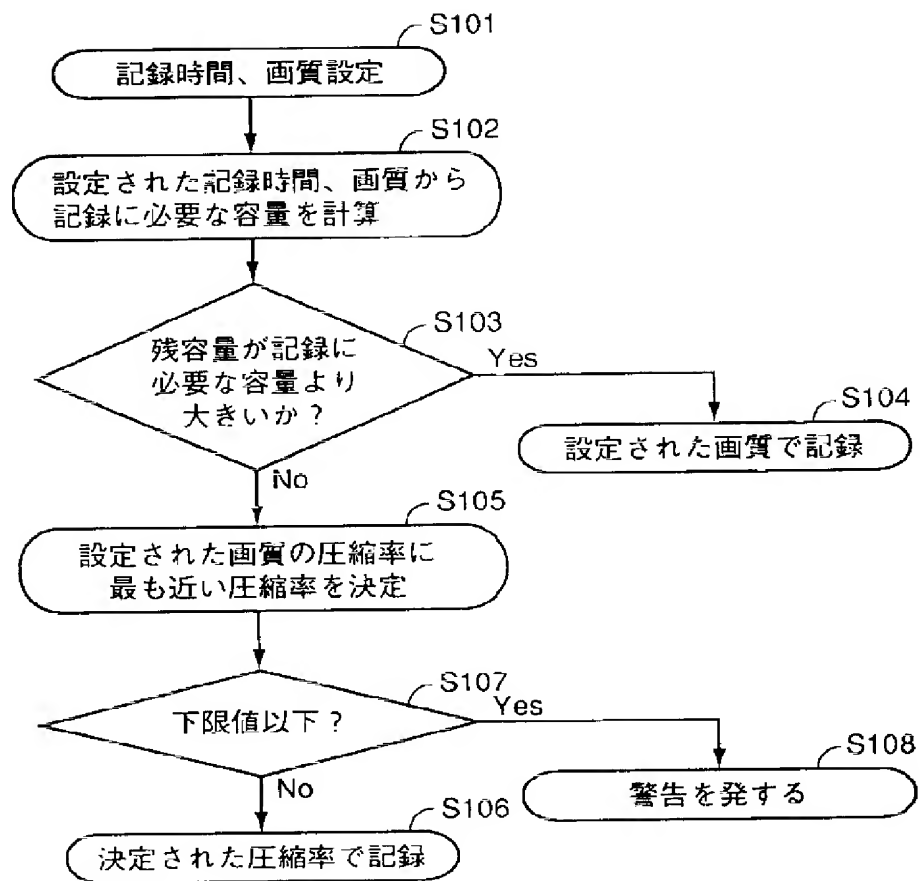 S101
記録時間、画質設定
S102
設定された記録時間、画質から
記録に必要な容量を計算
S103
残容量が記録に
必要な容量より
大きいか？
Yes
S104
設定された画質で記録
No
S105
設定された画質の圧縮率に
最も近い圧縮率を決定
S107
下限値以下？
Yes
S108
警告を発する
No
S106
決定された圧縮率で記録